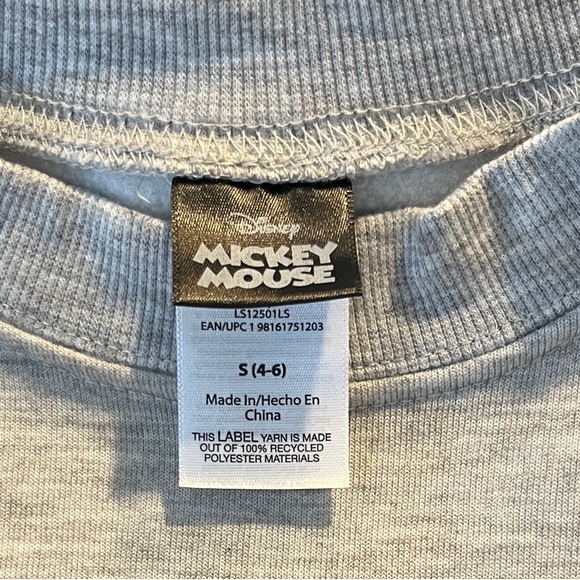 Disney
MICKEY
MOUSE
LS12501LS
EAN/UPC 1 98161751203
S (4-6)
Made In/Hecho En
China
THIS LABEL YARN IS MADE
OUT OF 100% RECYCLED
POLYESTER MATERIALS